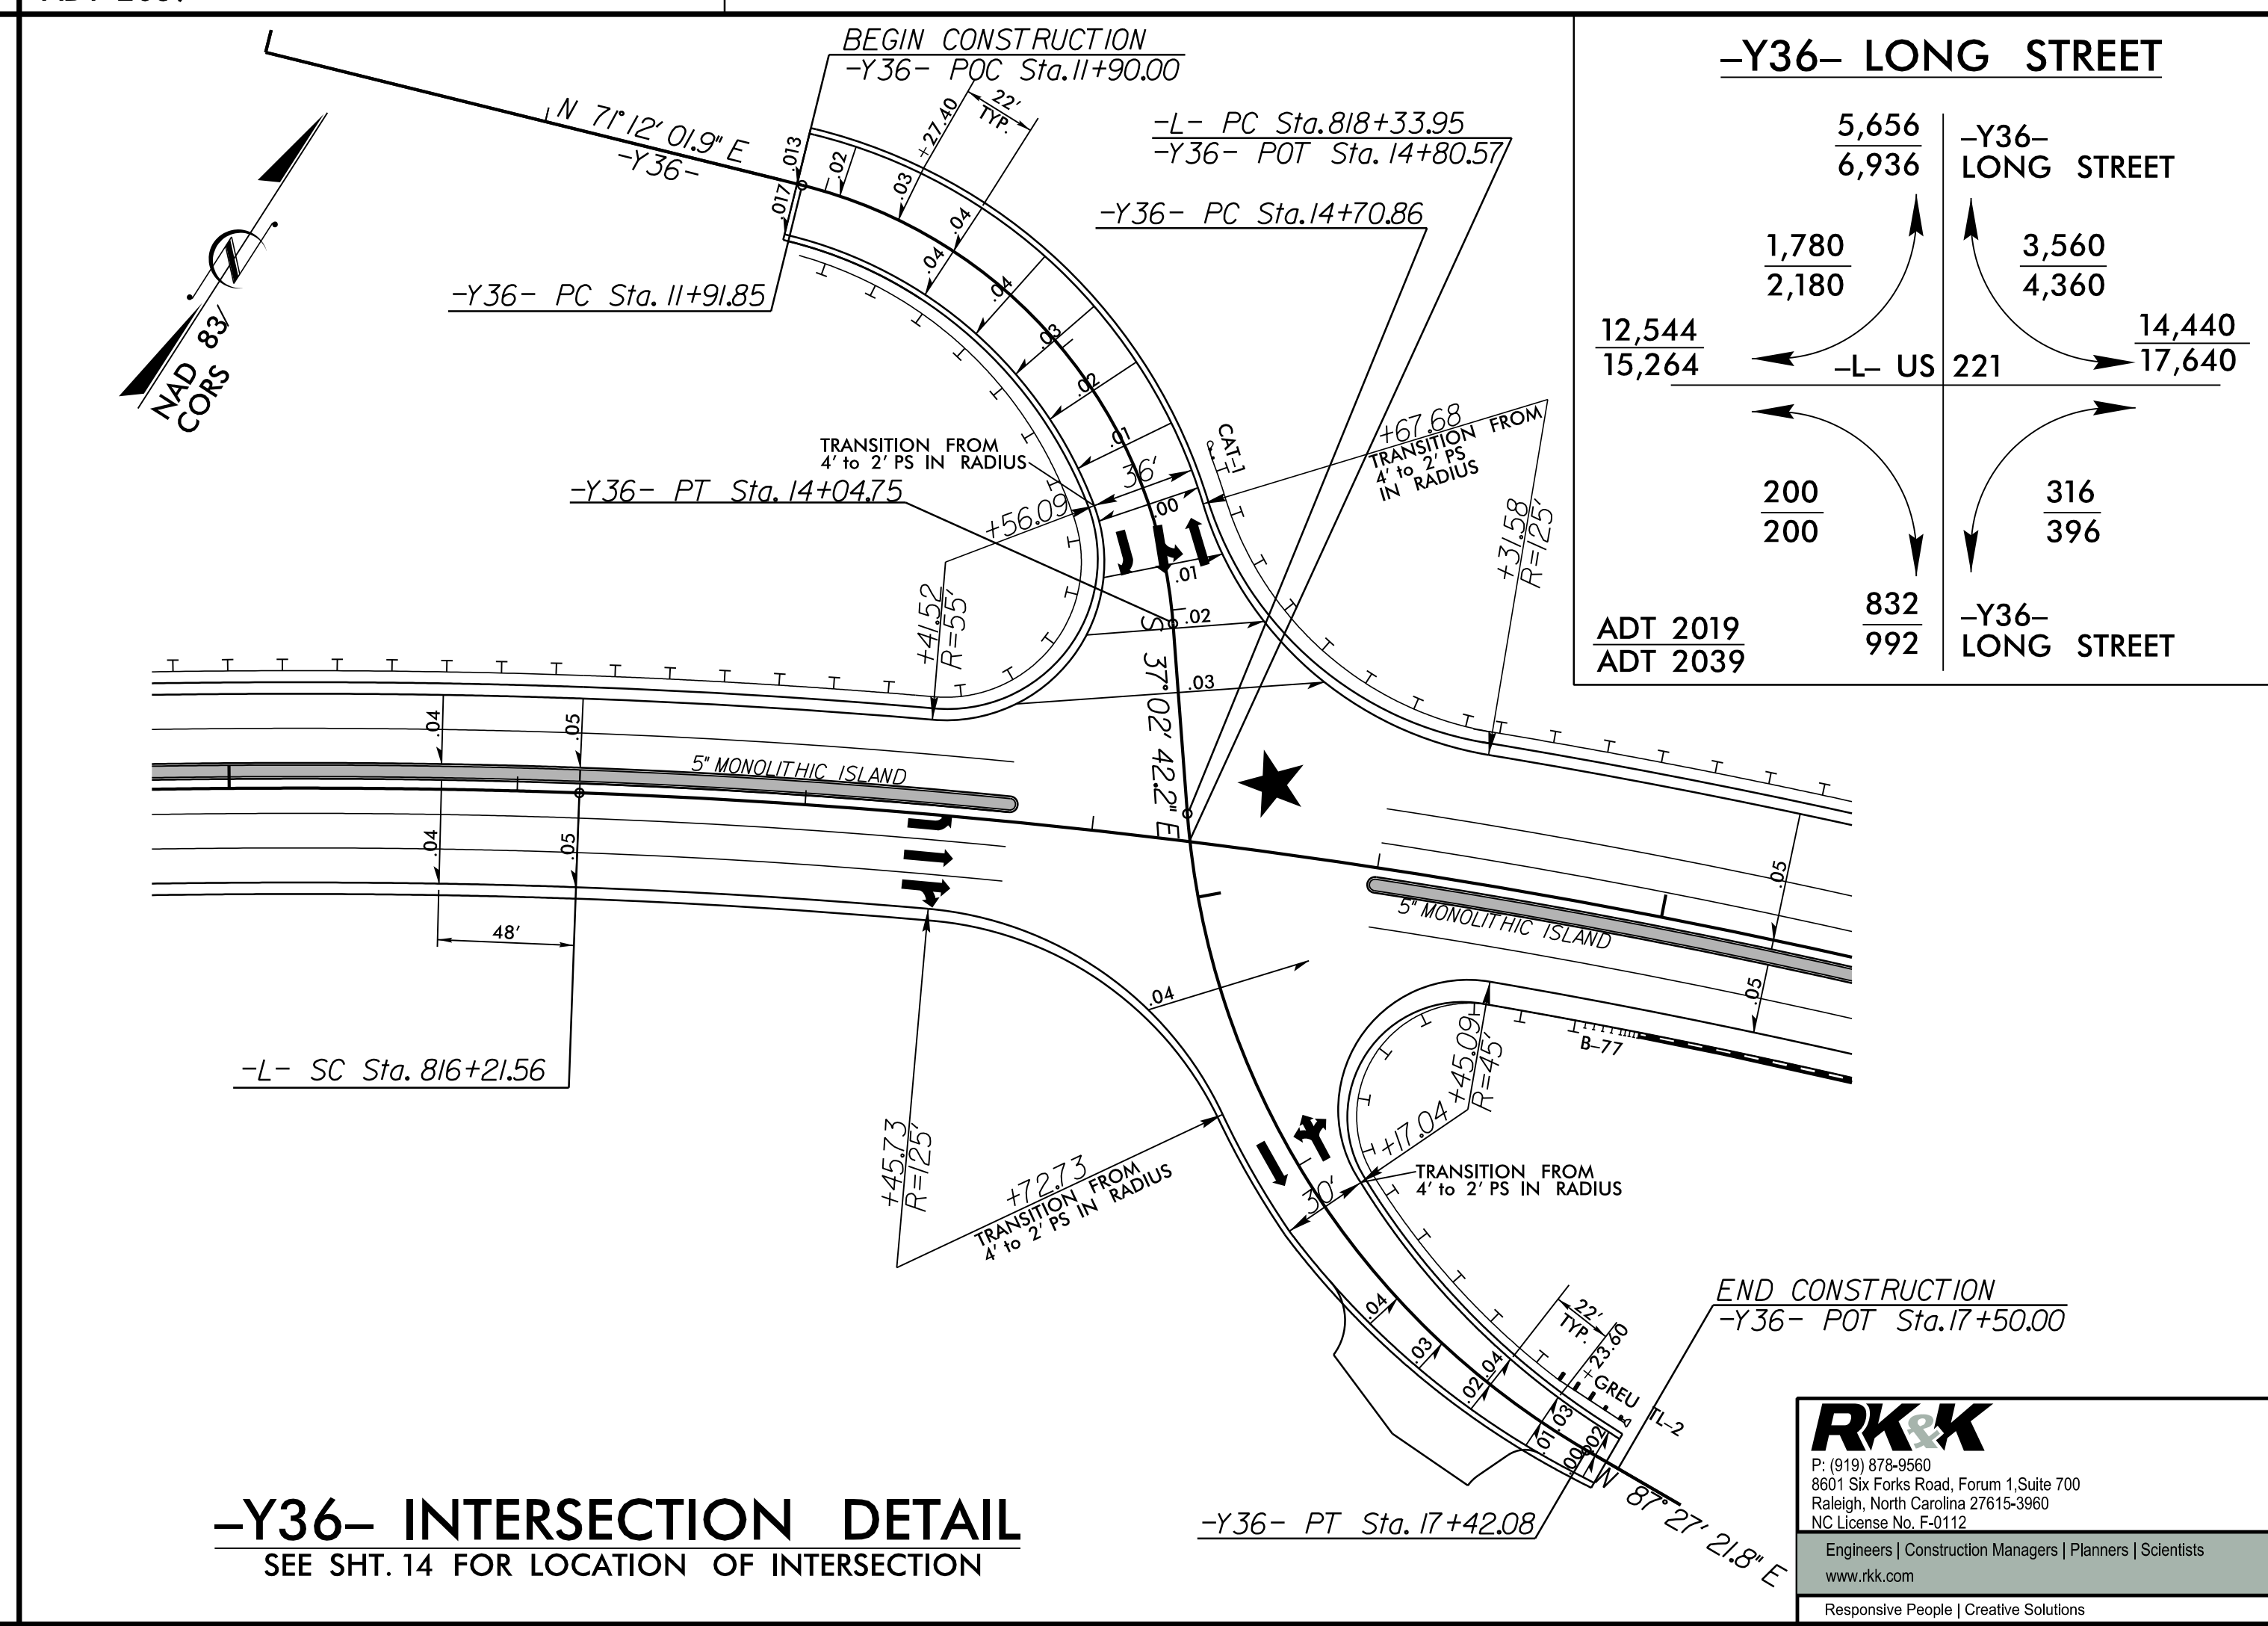 BEGIN CONSTRUCTION
-Y36- POC Sta. 11+90.00
N 71° 12' 01.9" E
-Y36-
.013
.017
.02
+27.40
.03
22'
TYP.
.04
.04
.04
.03
.02
.01
-L- PC Sta. 818+33.95
-Y36- POT Sta. 14+80.57
-Y36- PC Sta. 14+70.86
-Y36- PC Sta. 11+91.85
NAD 83/
CORS
TRANSITION FROM
4' to 2' PS IN RADIUS
-Y36- PT Sta. 14+04.75
+56.09
36'
.00
.01
.02
.03
CAT-1
+67.68
TRANSITION FROM
4' to 2' PS
IN RADIUS
+31.58
R=125'
+41.52
R=55'
S 37° 02' 42.2" E
.04
.05
5" MONOLITHIC ISLAND
.04
.05
48'
-L- SC Sta. 816+21.56
.05
5" MONOLITHIC ISLAND
.05
B-77
.04
+45.09
R=45'
+17.04
TRANSITION FROM
4' to 2' PS IN RADIUS
30'
+45.73
R=125'
+72.73
TRANSITION FROM
4' to 2' PS IN RADIUS
.04
.03
.02
.04
22'
TYP.
+23.60
GREU TL-2
.01
.03
.02
END CONSTRUCTION
-Y36- POT Sta. 17+50.00
-Y36- PT Sta. 17+42.08
N 87° 27' 21.8" E
-Y36- LONG STREET
5,656
6,936
-Y36-
LONG STREET
1,780
2,180
3,560
4,360
12,544
15,264
-L- US 221
14,440
17,640
200
200
316
396
832
992
-Y36-
LONG STREET
ADT 2019
ADT 2039
-Y36- INTERSECTION DETAIL
SEE SHT. 14 FOR LOCATION OF INTERSECTION
RK&K
P: (919) 878-9560
8601 Six Forks Road, Forum 1, Suite 700
Raleigh, North Carolina 27615-3960
NC License No. F-0112
Engineers | Construction Managers | Planners | Scientists
www.rkk.com
Responsive People | Creative Solutions